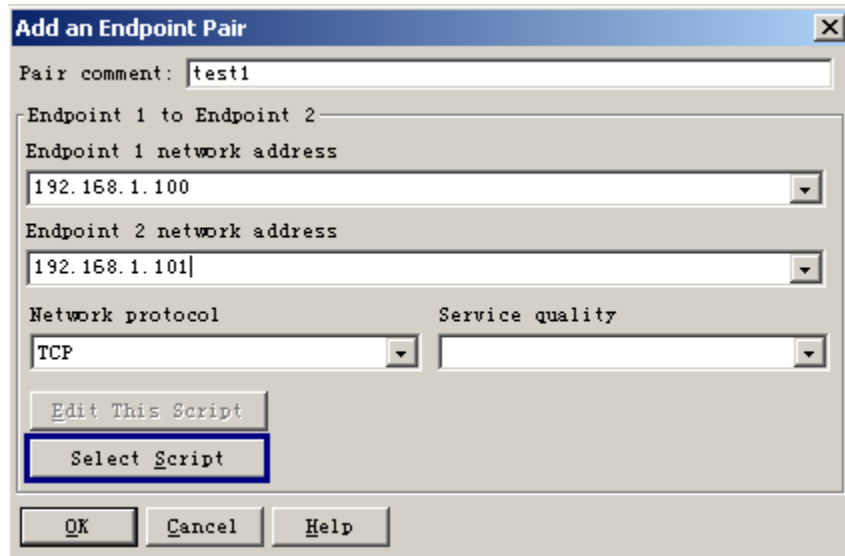 Add an Endpoint Pair
Pair comment: test1
Endpoint 1 to Endpoint 2
Endpoint 1 network address
192.168.1.100
Endpoint 2 network address
192.168.1.101
Network protocol Service quality
TCP
Edit This Script
Select Script
OK Cancel Help